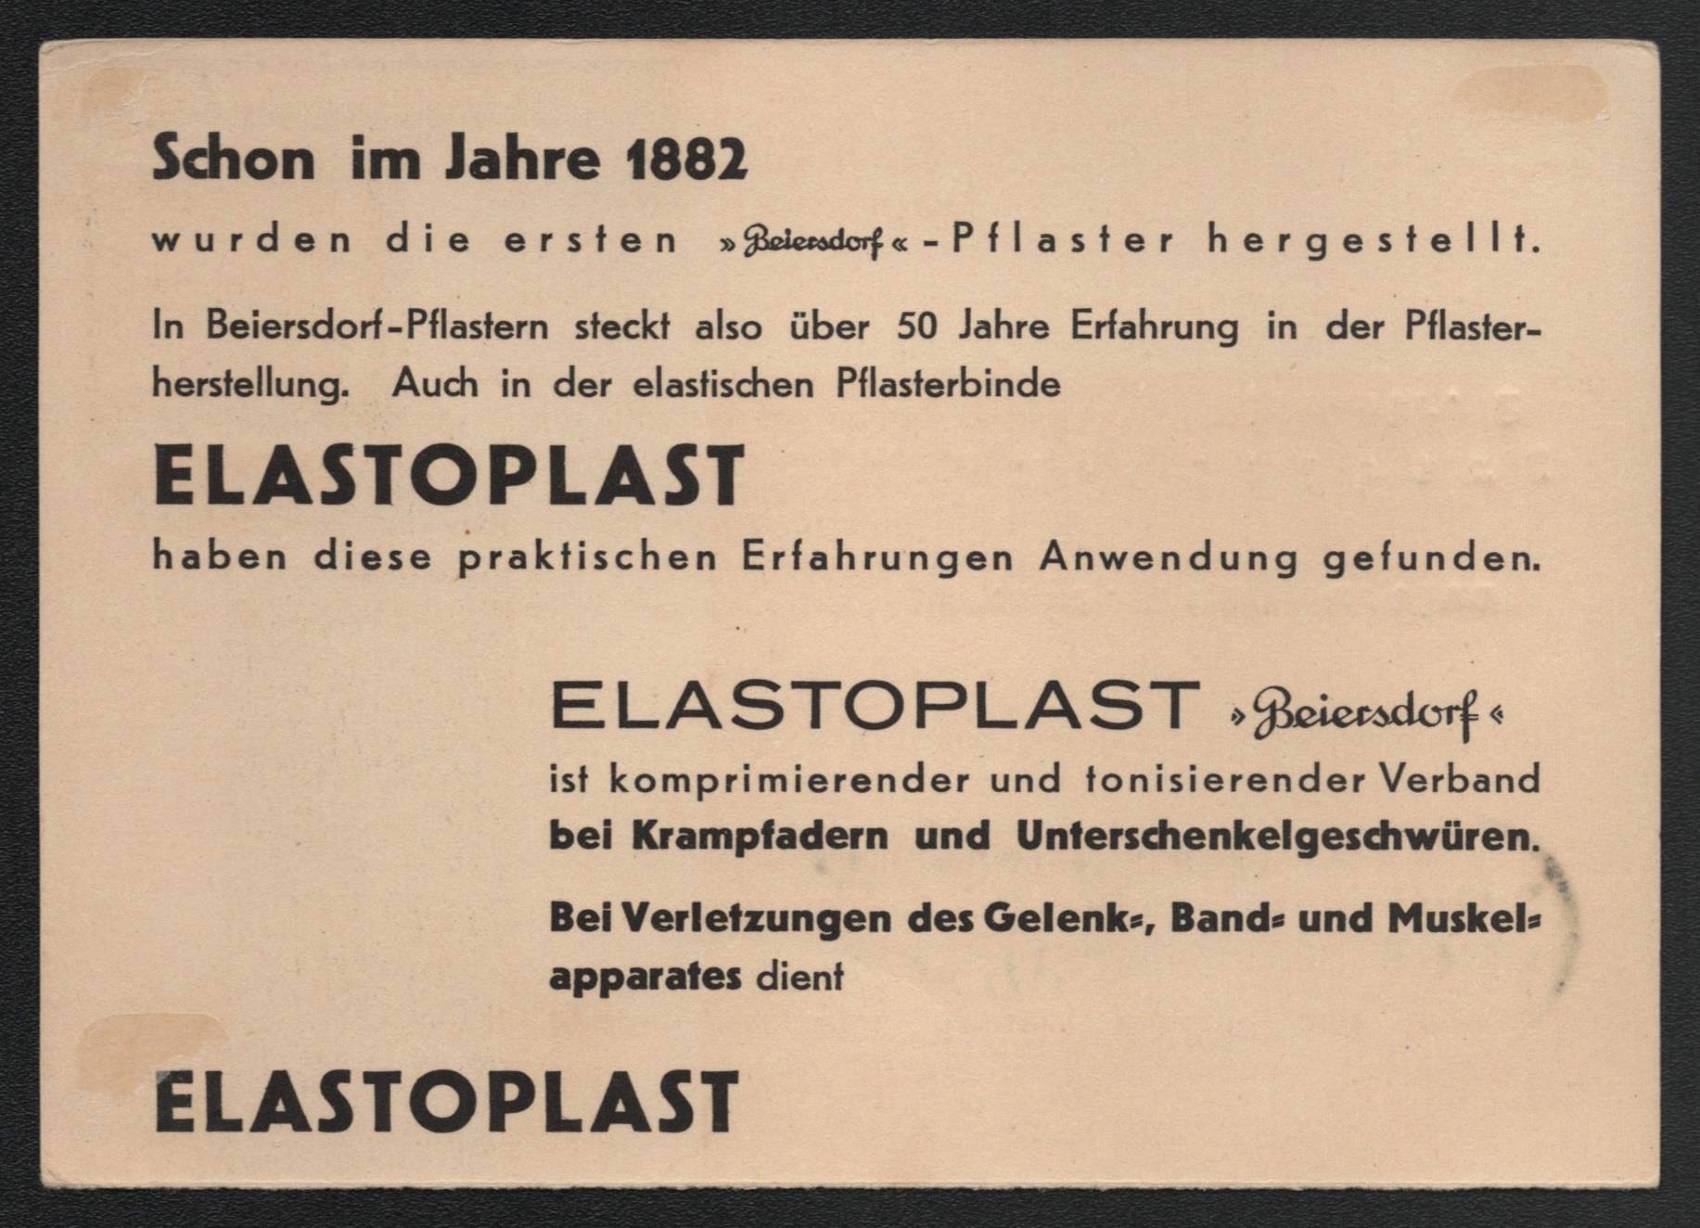 Schon im Jahre 1882
wurden die ersten »Beiersdorf«-Pflaster hergestellt.
In Beiersdorf-Pflastern steckt also über 50 Jahre Erfahrung in der Pflaster-
herstellung. Auch in der elastischen Pflasterbinde
ELASTOPLAST
haben diese praktischen Erfahrungen Anwendung gefunden.
ELASTOPLAST »Beiersdorf«
ist komprimierender und tonisierender Verband
bei Krampfadern und Unterschenkelgeschwüren.
Bei Verletzungen des Gelenk-, Band- und Muskel-
apparates dient
ELASTOPLAST